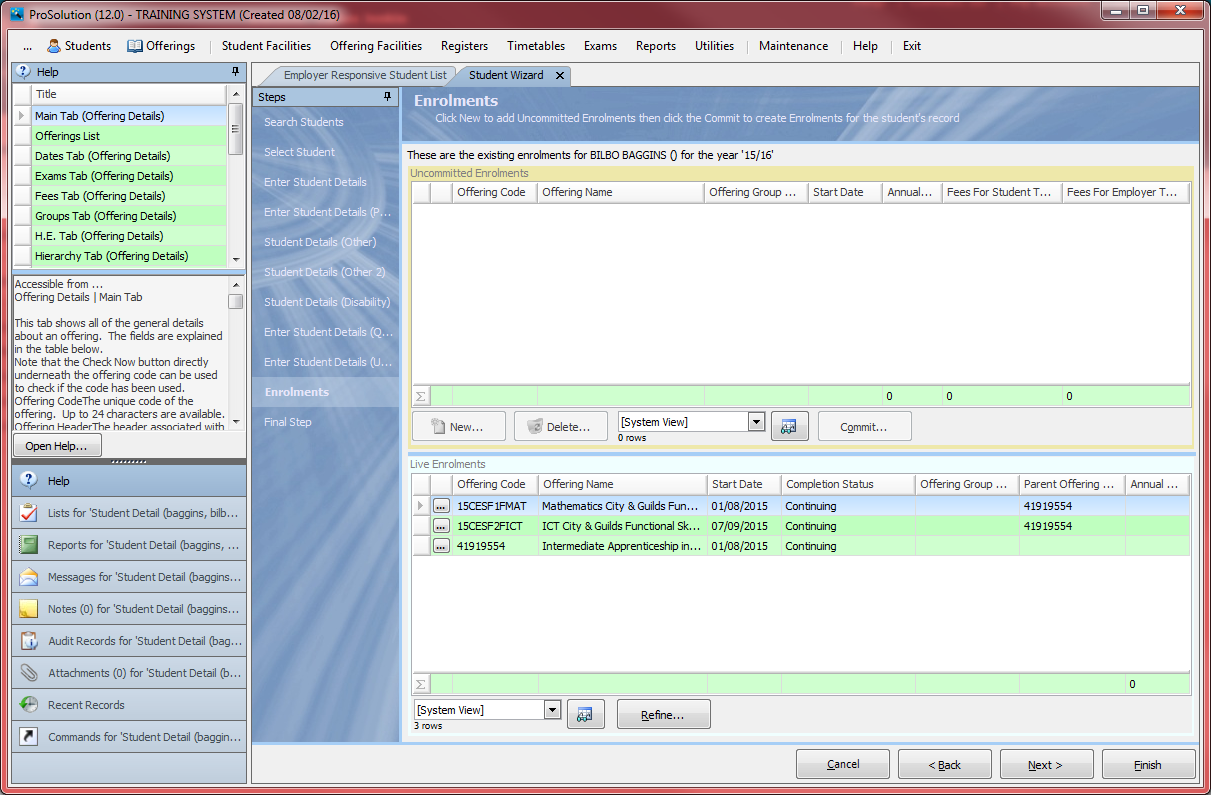 ProSolution (12.0) - TRAINING SYSTEM (Created 08/02/16)
... Students Offerings Student Facilities Offering Facilities Registers Timetables Exams Reports Utilities Maintenance Help Exit
Help
Title
Main Tab (Offering Details)
Offerings List
Dates Tab (Offering Details)
Exams Tab (Offering Details)
Fees Tab (Offering Details)
Groups Tab (Offering Details)
H.E. Tab (Offering Details)
Hierarchy Tab (Offering Details)
Accessible from ...
Offering Details | Main Tab
This tab shows all of the general details
about an offering. The fields are explained
in the table below.
Note that the Check Now button directly
underneath the offering code can be used
to check if the code has been used.
Offering CodeThe unique code of the
offering. Up to 24 characters are available.
Offering HeaderThe header associated with
Open Help...
Help
Lists for 'Student Detail (baggins, bilb...
Reports for 'Student Detail (baggins, ...
Messages for 'Student Detail (baggins...
Notes (0) for 'Student Detail (baggins...
Audit Records for 'Student Detail (bag...
Attachments (0) for 'Student Detail (b...
Recent Records
Commands for 'Student Detail (baggin...
Employer Responsive Student List Student Wizard
Steps
Search Students
Select Student
Enter Student Details
Enter Student Details (P...
Student Details (Other)
Student Details (Other 2)
Student Details (Disability)
Enter Student Details (Q...
Enter Student Details (U...
Enrolments
Final Step
Enrolments
Click New to add Uncommitted Enrolments then click the Commit to create Enrolments for the student's record
These are the existing enrolments for BILBO BAGGINS () for the year '15/16'
Uncommitted Enrolments
Offering Code Offering Name Offering Group ... Start Date Annual... Fees For Student T... Fees For Employer T...
Σ 0 0 0
New... Delete... [System View] Commit...
0 rows
Live Enrolments
Offering Code Offering Name Start Date Completion Status Offering Group ... Parent Offering ... Annual ...
... 15CESF1FMAT Mathematics City & Guilds Fun... 01/08/2015 Continuing 41919554
... 15CESF2FICT ICT City & Guilds Functional Sk... 07/09/2015 Continuing 41919554
... 41919554 Intermediate Apprenticeship in... 01/08/2015 Continuing
Σ 0
[System View] Refine...
3 rows
Cancel < Back Next > Finish